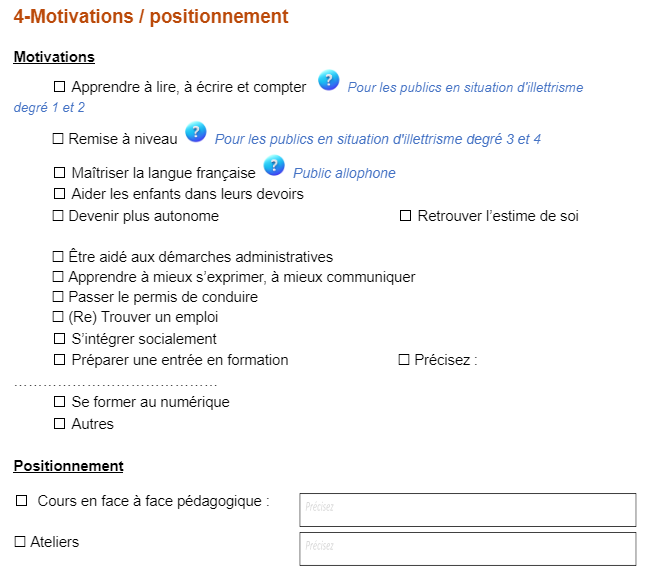 4-Motivations / positionnement
Motivations
☐ Apprendre à lire, à écrire et compter ? Pour les publics en situation d'illettrisme
degré 1 et 2
☐ Remise à niveau ? Pour les publics en situation d'illettrisme degré 3 et 4
☐ Maîtriser la langue française ? Public allophone
☐ Aider les enfants dans leurs devoirs
☐ Devenir plus autonome ☐ Retrouver l'estime de soi
☐ Être aidé aux démarches administratives
☐ Apprendre à mieux s'exprimer, à mieux communiquer
☐ Passer le permis de conduire
☐ (Re) Trouver un emploi
☐ S'intégrer socialement
☐ Préparer une entrée en formation ☐ Précisez :
……………………………………
☐ Se former au numérique
☐ Autres
Positionnement
☐ Cours en face à face pédagogique : Précisez
☐ Ateliers Précisez